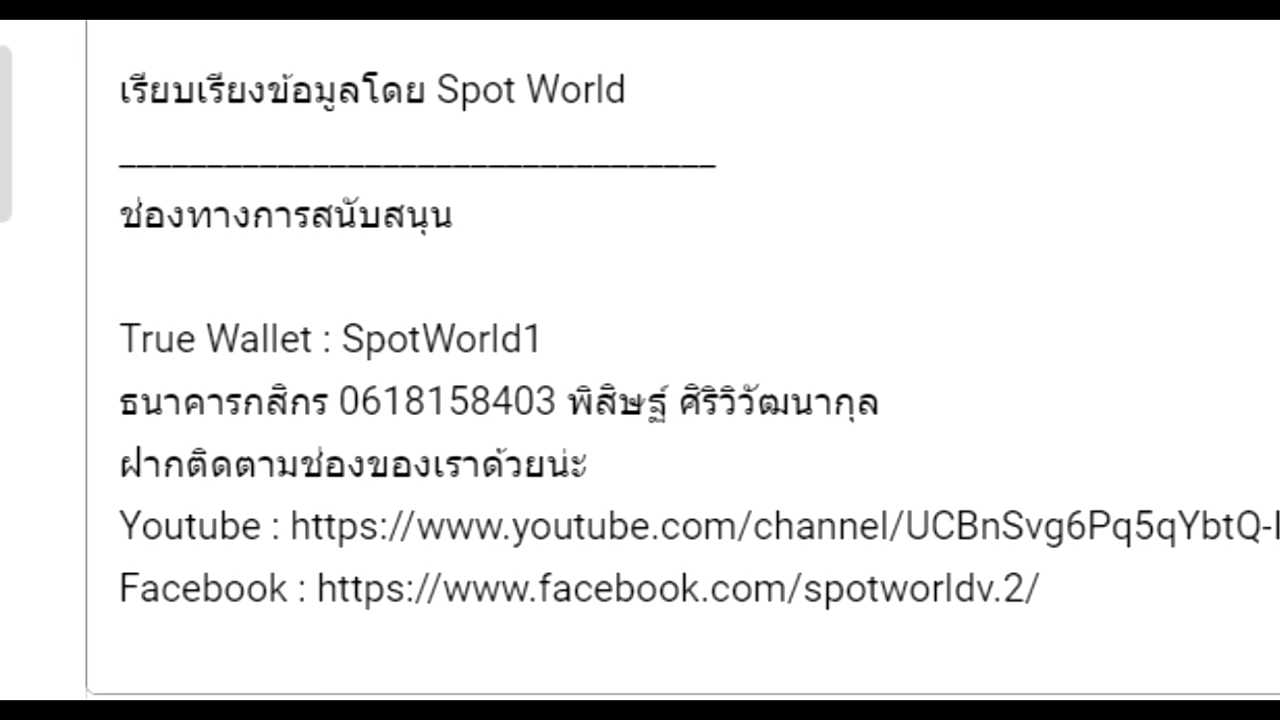 เรียบเรียงข้อมูลโดย Spot World
__________________________________
ช่องทางการสนับสนุน
True Wallet : SpotWorld1
ธนาคารกสิกร 0618158403 พิสิษฐ์ ศิริวิวัฒนากุล
ฝากติดตามช่องของเราด้วยน่ะ
Youtube : https://www.youtube.com/channel/UCBnSvg6Pq5qYbtQ-
Facebook : https://www.facebook.com/spotworldv.2/